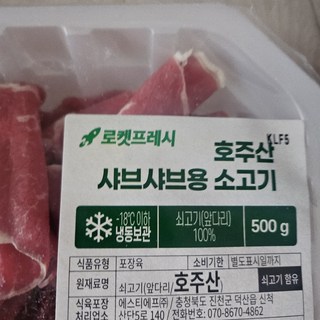 로켓프레시
호주산
KLF5
샤브샤브용 소고기
-18℃ 이하
냉동보관
쇠고기(앞다리)
100%
500 g
식품유형 포장육 소비기한 별도표시일까지
원재료명 쇠고기(앞다리 호주산 쇠고기 함유
식육포장 에스티에프(주) / 충청북도 진천군 덕산읍 신척
처리업소 산단5로 140 / 전화: 070-8670-4862